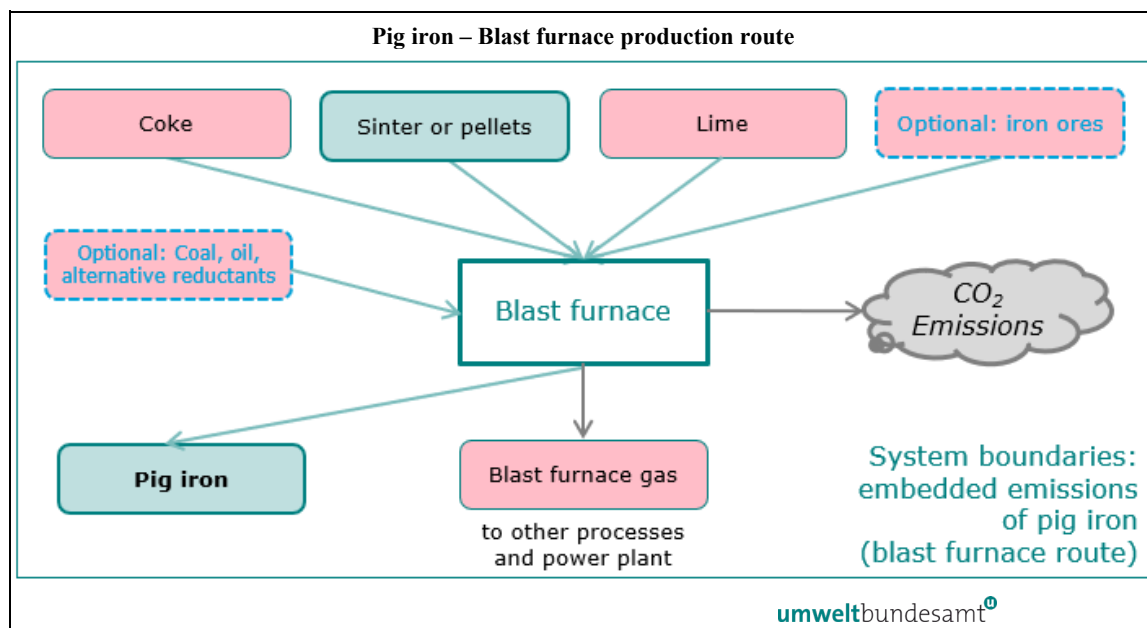 Pig iron – Blast furnace production route
Coke
Sinter or pellets
Lime
Optional: iron ores
Optional: Coal, oil,
alternative reductants
Blast furnace
CO₂
Emissions
Pig iron
Blast furnace gas
to other processes
and power plant
System boundaries:
embedded emissions
of pig iron
(blast furnace route)
umweltbundesamt
u